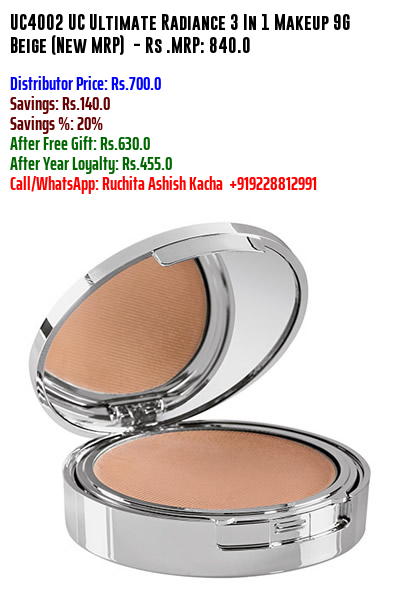 UC4002 UC Ultimate Radiance 3 In 1 Makeup 9G
Beige (New MRP) - Rs .MRP: 840.0
Distributor Price: Rs.700.0
Savings: Rs.140.0
Savings %: 20%
After Free Gift: Rs.630.0
After Year Loyalty: Rs.455.0
Call/WhatsApp: Ruchita Ashish Kacha +919228812991